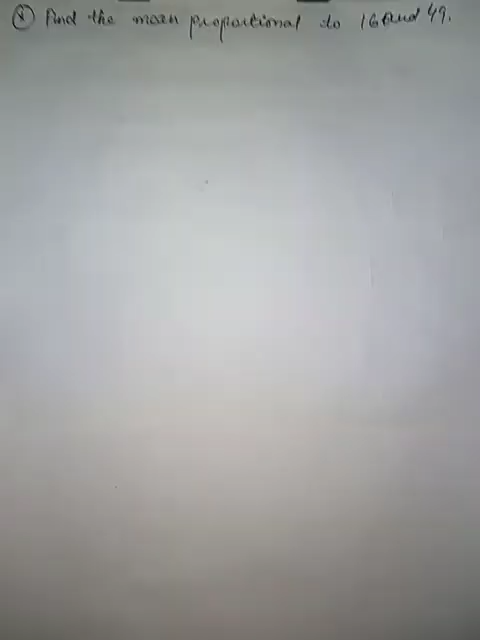 (x) Find the mean proportional to 16 and 49.